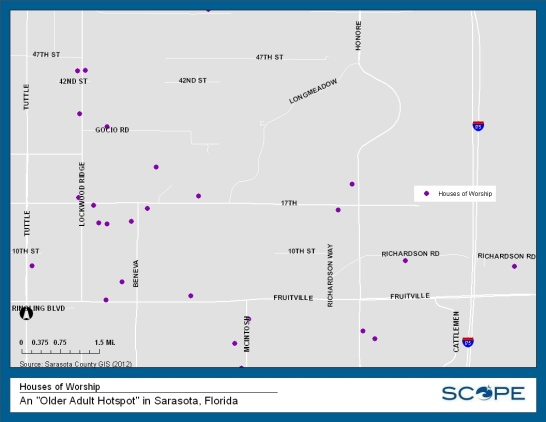 HONORE
47TH ST
47TH ST
42ND ST
42ND ST
TUTTLE
LONGMEADOW
75
GOCIO RD
LOCKWOOD RIDGE
Houses of Worship
17TH
TUTTLE
10TH ST
10TH ST
RICHARDSON WAY
RICHARDSON RD
RICHARDSON RD
BENEVA
FRUITVILLE
FRUITVILLE
RINGLING BLVD
MCINTOSH
CATTLEMEN
75
0 0.375 0.75 1.5 ML
Source: Sarasota County GIS (2012)
Houses of Worship
An "Older Adult Hotspot" in Sarasota, Florida
SCOPE